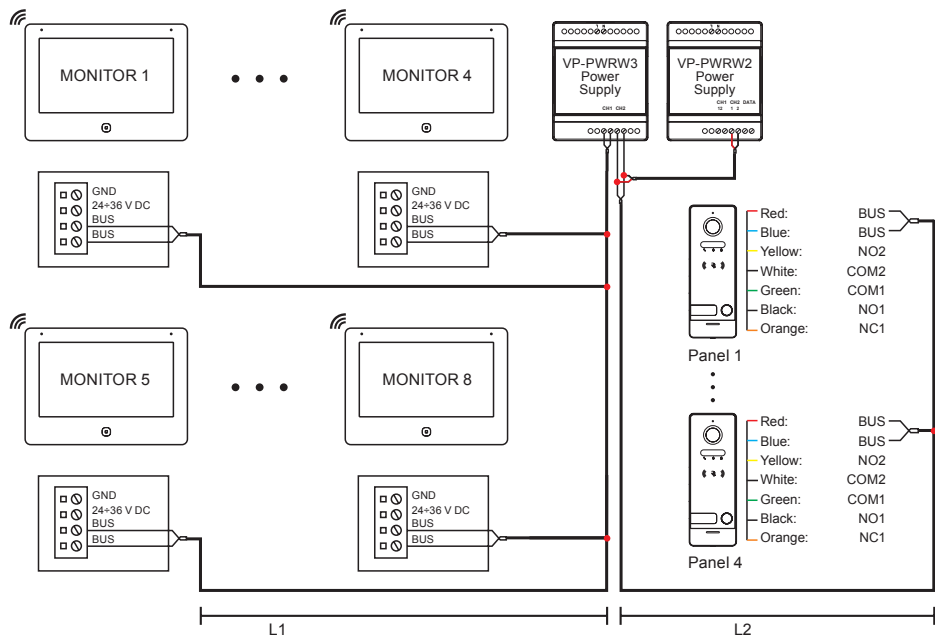 MONITOR 1
MONITOR 4
VP-PWRW3
Power
Supply
CH1 CH2
VP-PWRW2
Power
Supply
CH1 CH2 DATA
12 1 2
GND
24÷36 V DC
BUS
BUS
GND
24÷36 V DC
BUS
BUS
Red: BUS
Blue: BUS
Yellow: NO2
White: COM2
Green: COM1
Black: NO1
Orange: NC1
Panel 1
MONITOR 5
MONITOR 8
GND
24÷36 V DC
BUS
BUS
GND
24÷36 V DC
BUS
BUS
Red: BUS
Blue: BUS
Yellow: NO2
White: COM2
Green: COM1
Black: NO1
Orange: NC1
Panel 4
L1
L2